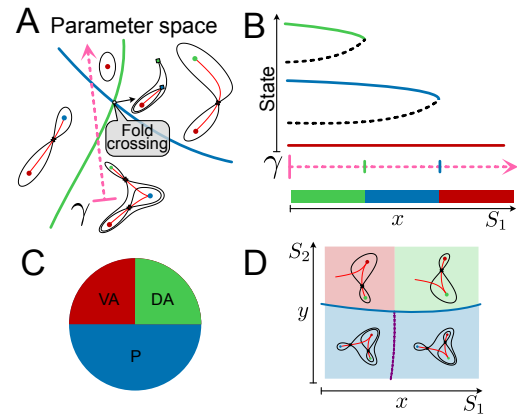 A
Parameter space
Fold
crossing
γ
B
State
γ
x
S₁
C
VA
DA
P
D
S₂
y
x
S₁